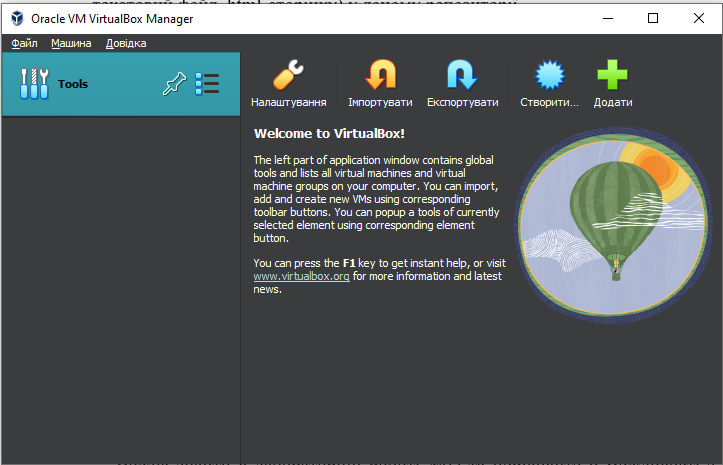 Oracle VM VirtualBox Manager
Файл Машина Довідка
Tools
Налаштування Імпортувати Експортувати Створити... Додати
Welcome to VirtualBox!
The left part of application window contains global
tools and lists all virtual machines and virtual
machine groups on your computer. You can import,
add and create new VMs using corresponding
toolbar buttons. You can popup a tools of currently
selected element using corresponding element
button.
You can press the F1 key to get instant help, or visit
www.virtualbox.org for more information and latest
news.